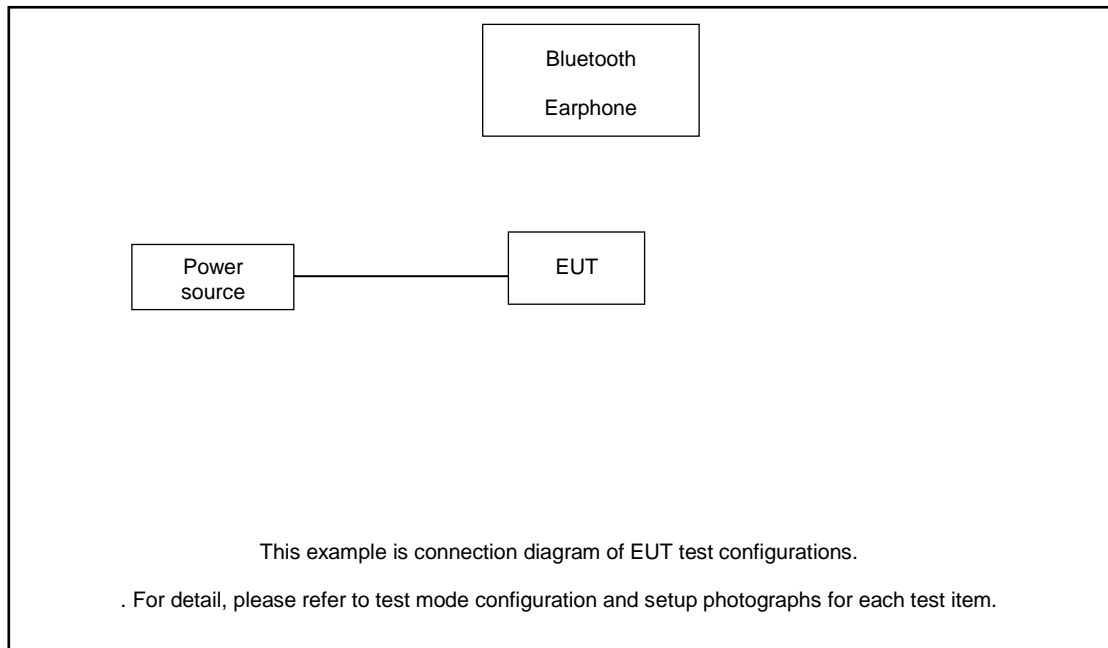 Bluetooth
Earphone
Power
source
EUT
This example is connection diagram of EUT test configurations.
. For detail, please refer to test mode configuration and setup photographs for each test item.